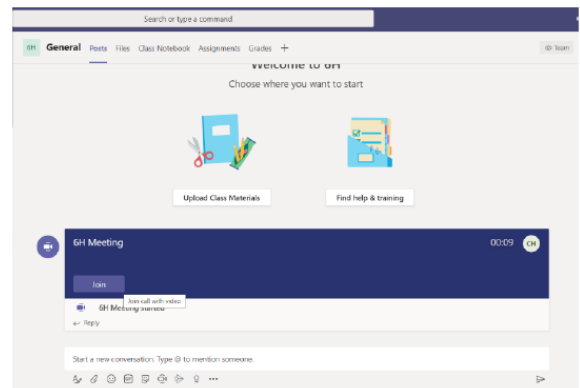 Search or type a command
6H General Posts Files Class Notebook Assignments Grades +
Team
Welcome to 6H
Choose where you want to start
Upload Class Materials
Find help & training
6H Meeting 00:09 CH
Join
Join call with video
6H Meeting started
Reply
Start a new conversation. Type @ to mention someone.